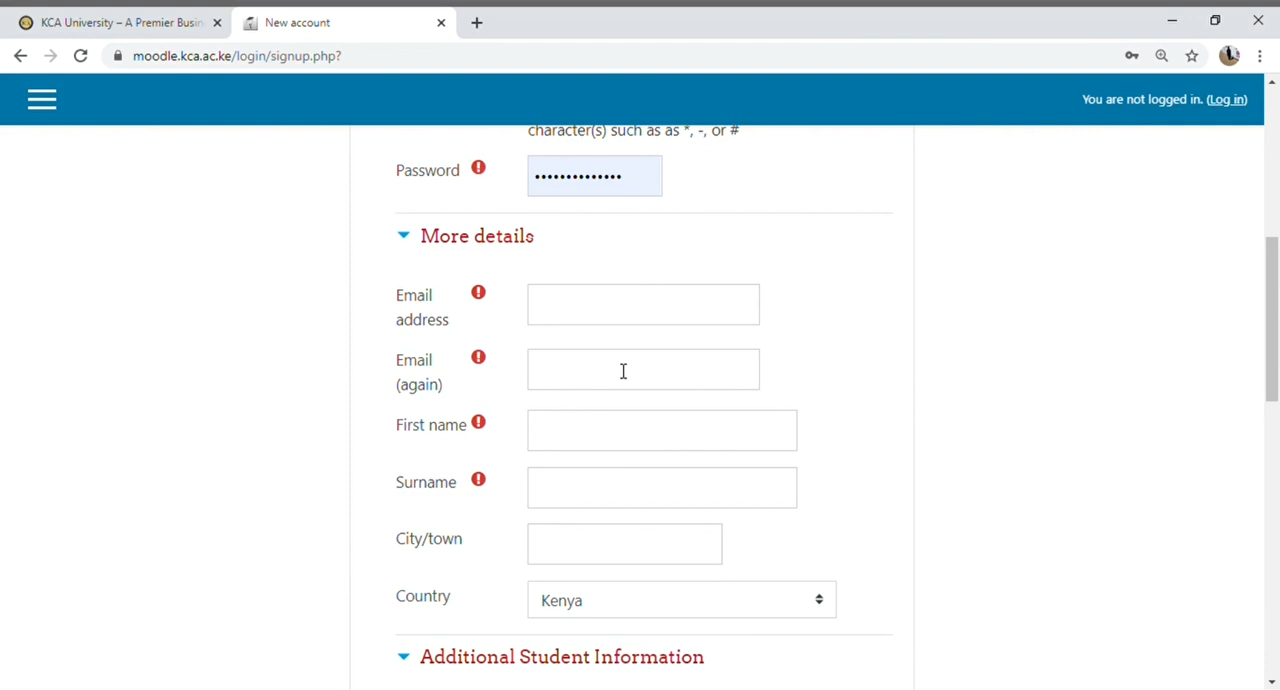 KCA University – A Premier Busin
New account
moodle.kca.ac.ke/login/signup.php?
You are not logged in. (Log in)
character(s) such as as *, -, or #
Password
More details
Email address
Email (again)
First name
Surname
City/town
Country
Kenya
Additional Student Information